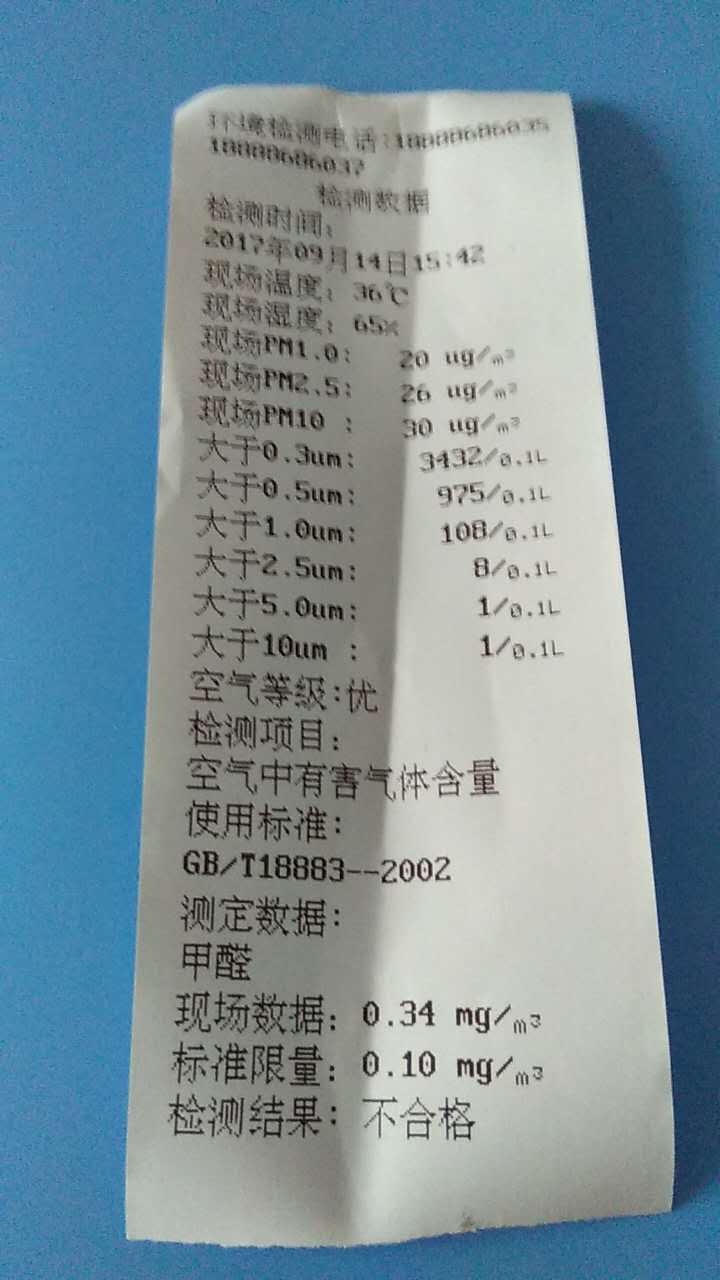 环境检测电话:18888686035
18888686037
检测数据
检测时间:
2017年09月14日15:42
现场温度: 36℃
现场湿度: 65%
现场PM1.0: 20 ug/m³
现场PM2.5: 26 ug/m³
现场PM10 : 30 ug/m³
大于0.3um: 3432/0.1L
大于0.5um: 975/0.1L
大于1.0um: 108/0.1L
大于2.5um: 8/0.1L
大于5.0um: 1/0.1L
大于10um : 1/0.1L
空气等级:优
检测项目:
空气中有害气体含量
使用标准:
GB/T18883--2002
测定数据:
甲醛
现场数据: 0.34 mg/m³
标准限量: 0.10 mg/m³
检测结果: 不合格